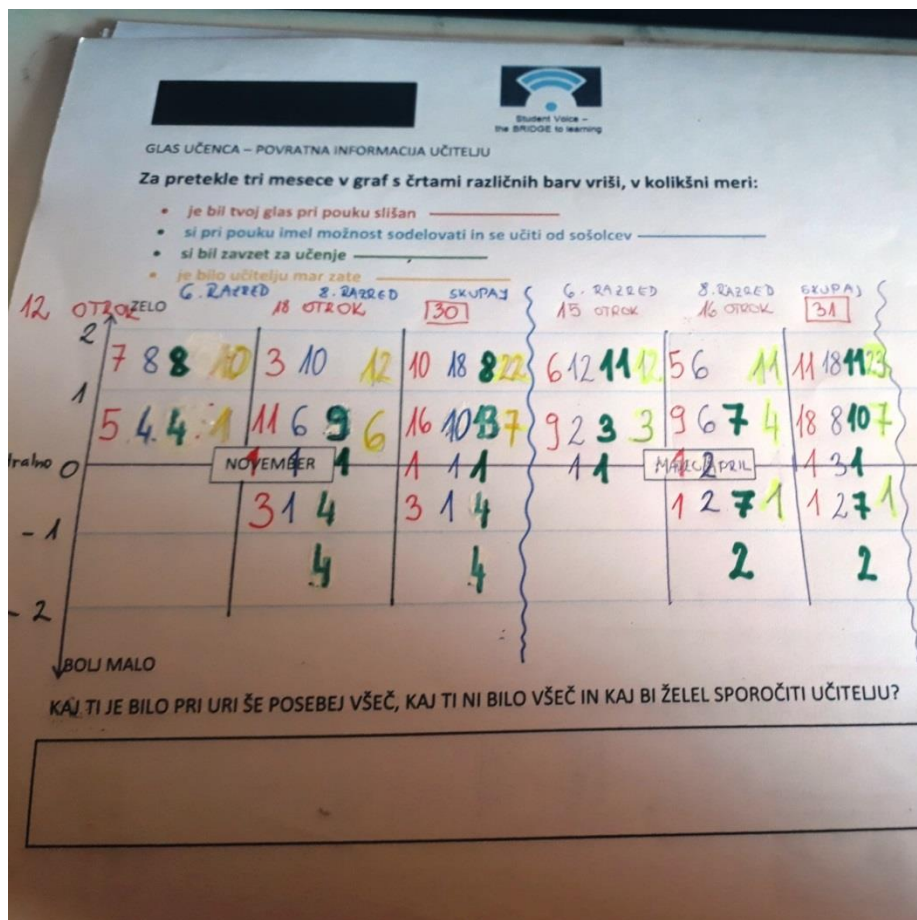 Student Voice –
the BRIDGE to learning
GLAS UČENCA – POVRATNA INFORMACIJA UČITELJU
Za pretekle tri mesece v graf s črtami različnih barv vriši, v kolikšni meri:
• je bil tvoj glas pri pouku slišan
• si pri pouku imel možnost sodelovati in se učiti od sošolcev
• si bil zavzet za učenje
• je bilo učitelju mar zate
6. RAZRED 8. RAZRED SKUPAJ 6. RAZRED 8. RAZRED SKUPAJ
12 OTROK ZELO 18 OTROK 30 15 OTROK 16 OTROK 31
2
7 8 8 10 3 10 12 10 18 8 22 6 12 11 12 5 6 11 11 18 11 23
1
5 4 4 1 11 6 9 6 16 10 13 7 9 2 3 3 9 6 7 4 18 8 10 7
tralno 0 NOVEMBER 1 1 1 1 1 1 1 1 MAREC APRIL 1 2 1 3 1
3 1 4 3 1 4 1 2 7 1 1 2 7 1
- 1
4 4 2 2
- 2
BOLJ MALO
KAJ TI JE BILO PRI URI ŠE POSEBEJ VŠEČ, KAJ TI NI BILO VŠEČ IN KAJ BI ŽELEL SPOROČITI UČITELJU?